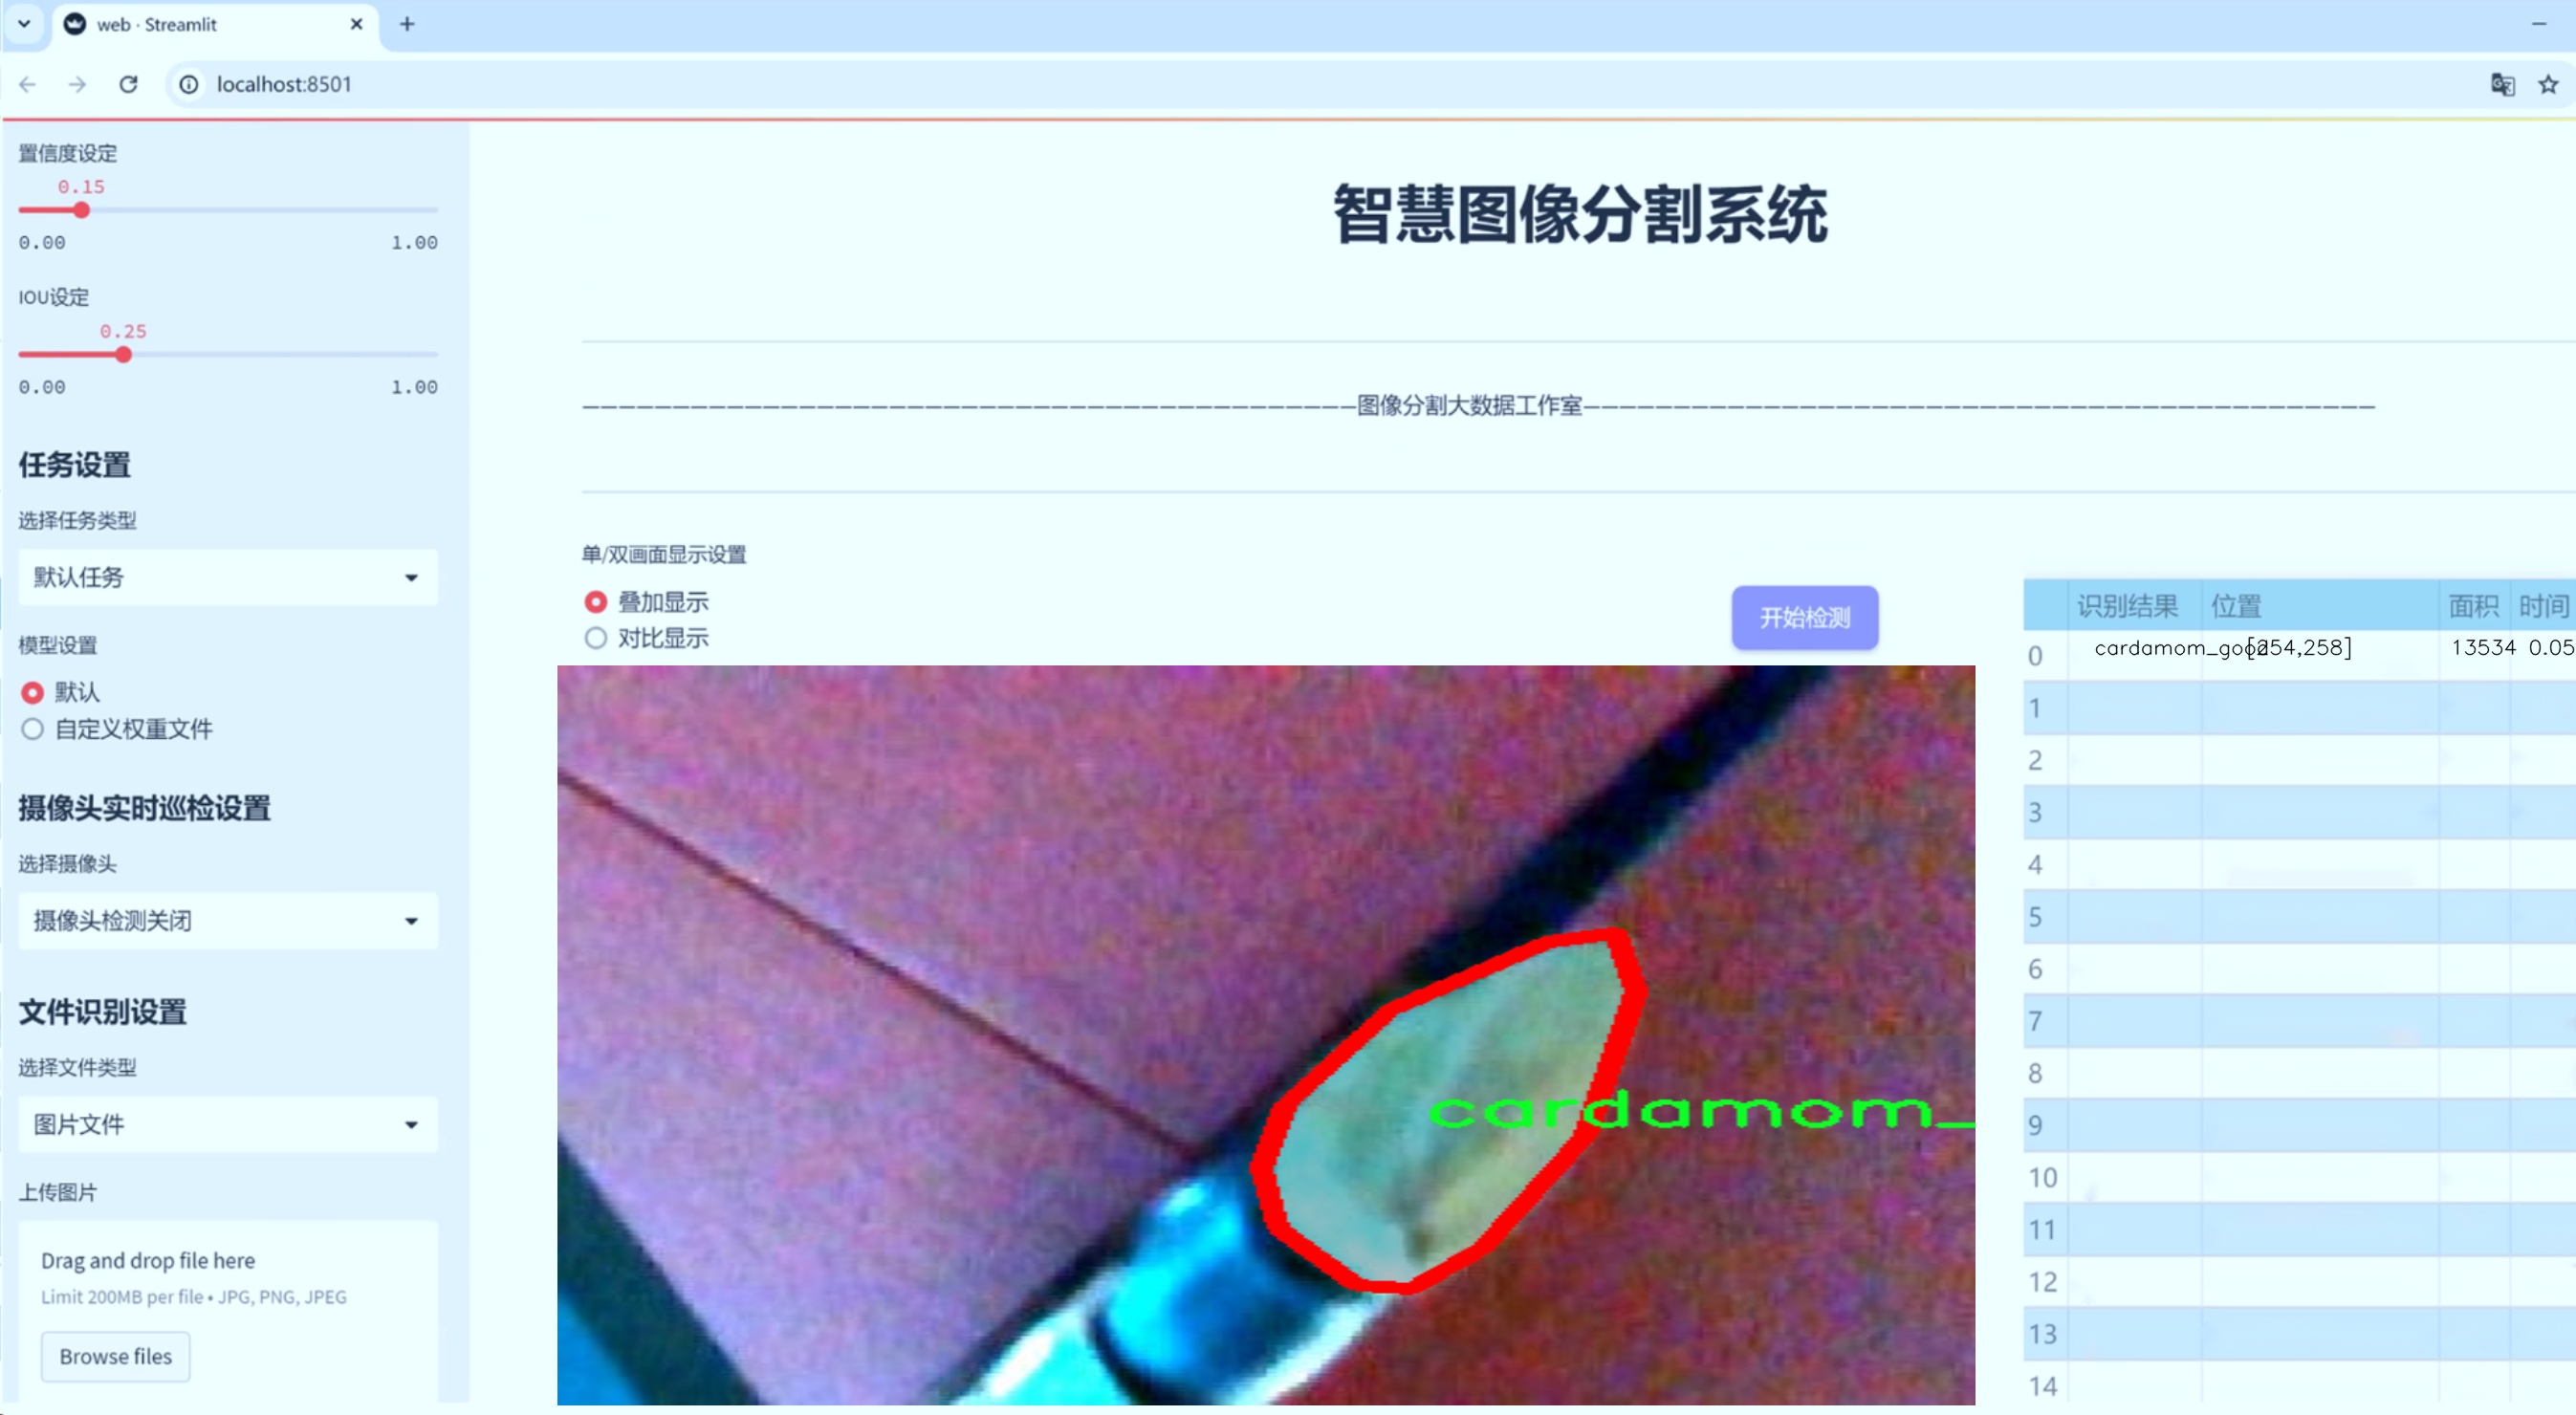 web · Streamlit
localhost:8501
置信度设定
0.15
0.00 1.00
IOU设定
0.25
0.00 1.00
任务设置
选择任务类型
默认任务
模型设置
默认
自定义权重文件
摄像头实时巡检设置
选择摄像头
摄像头检测关闭
文件识别设置
选择文件类型
图片文件
上传图片
Drag and drop file here
Limit 200MB per file • JPG, PNG, JPEG
Browse files
智慧图像分割系统
———————————————————————————————————————————图像分割大数据工作室————————————————————————————————————————————
单/双画面显示设置
叠加显示
对比显示
开始检测
cardamom_
识别结果 位置 面积 时间
0 cardamom_good [254,258] 13534 0.05
1
2
3
4
5
6
7
8
9
10
11
12
13
14